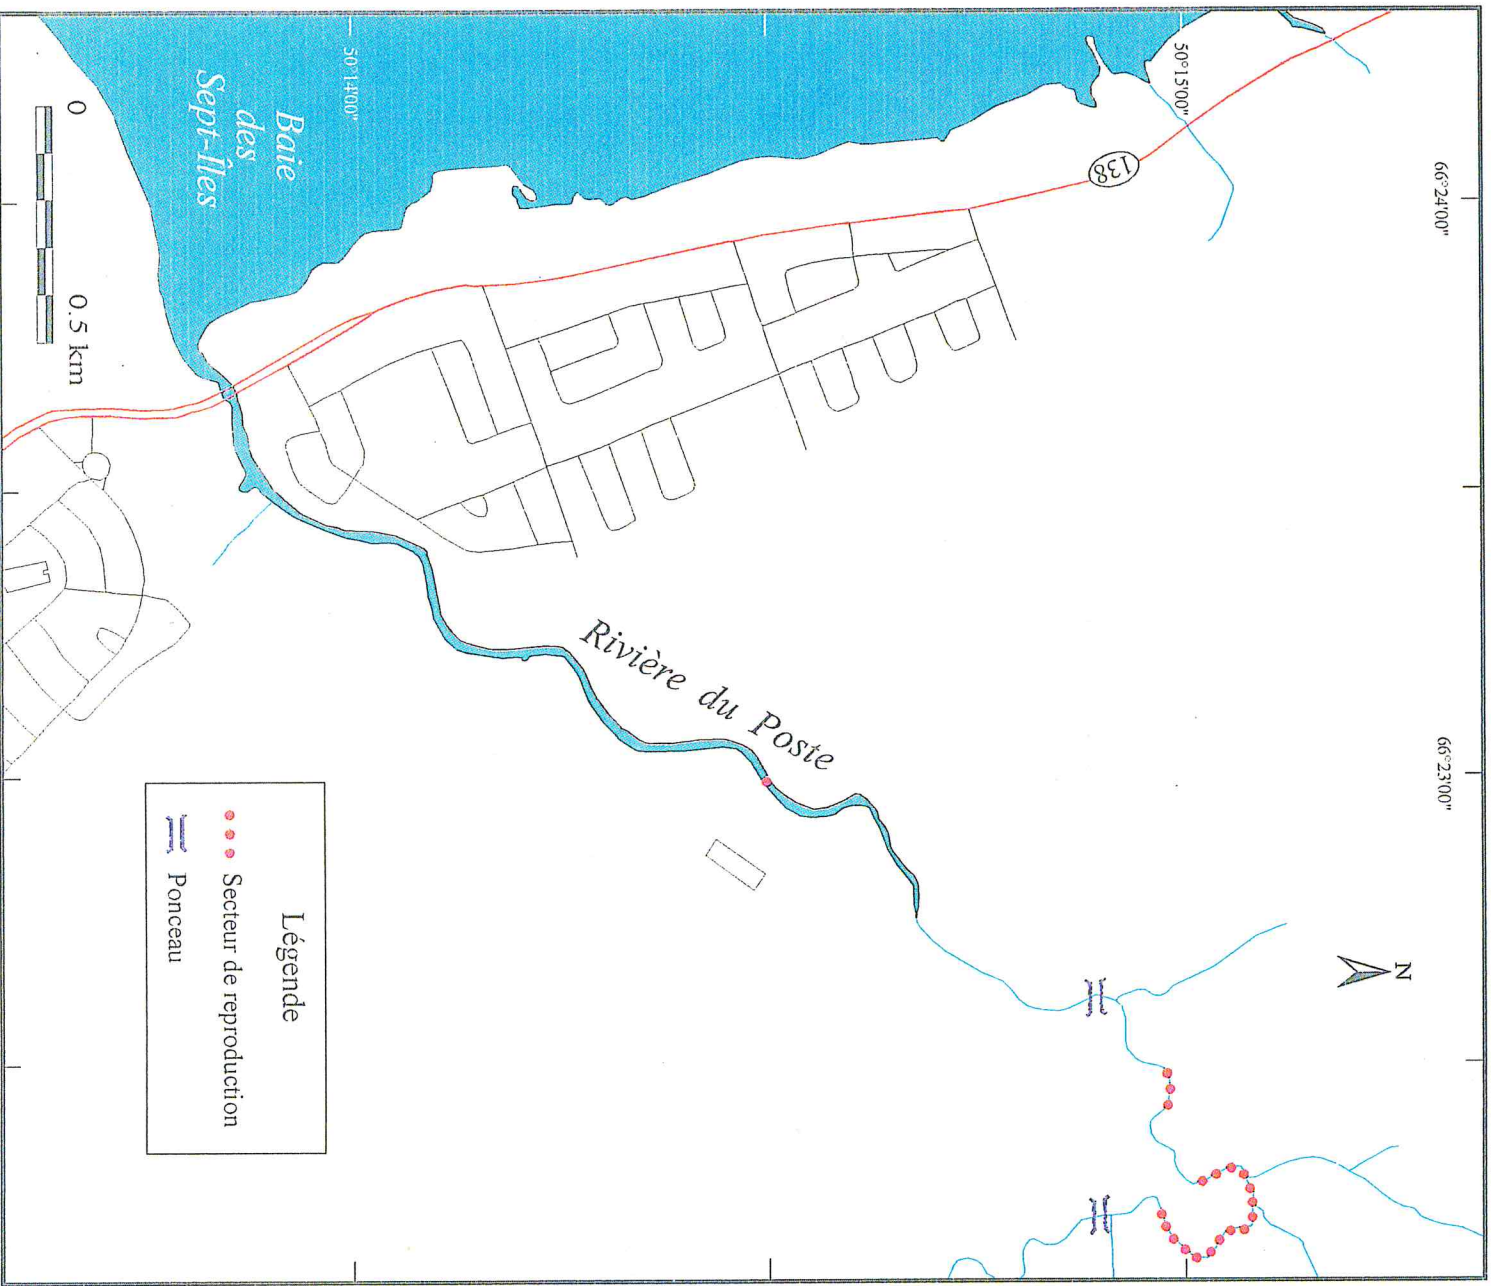 66°24'00"
66°23'00"
N
50°15'00"
138
50°14'00"
Baie
des
Sept-Îles
Rivière du Poste
0 0.5 km
Légende
Secteur de reproduction
Ponceau